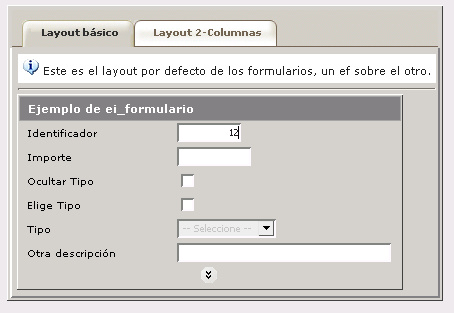 Layout básico
Layout 2-Columnas
Este es el layout por defecto de los formularios, un ef sobre el otro.
Ejemplo de ei_formulario
Identificador 12
Importe
Ocultar Tipo
Elige Tipo
Tipo -- Seleccione --
Otra descripción